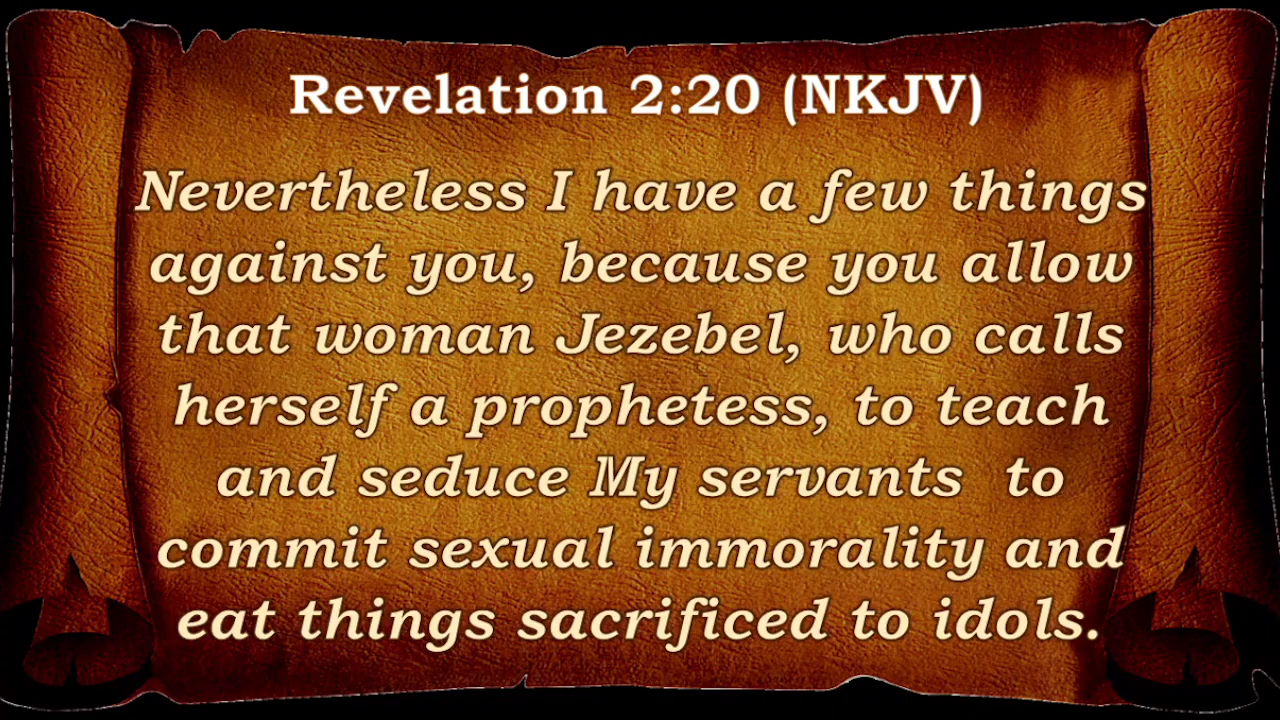 Revelation 2:20 (NKJV)
Nevertheless I have a few things
against you, because you allow
that woman Jezebel, who calls
herself a prophetess, to teach
and seduce My servants  to
commit sexual immorality and
eat things sacrificed to idols.